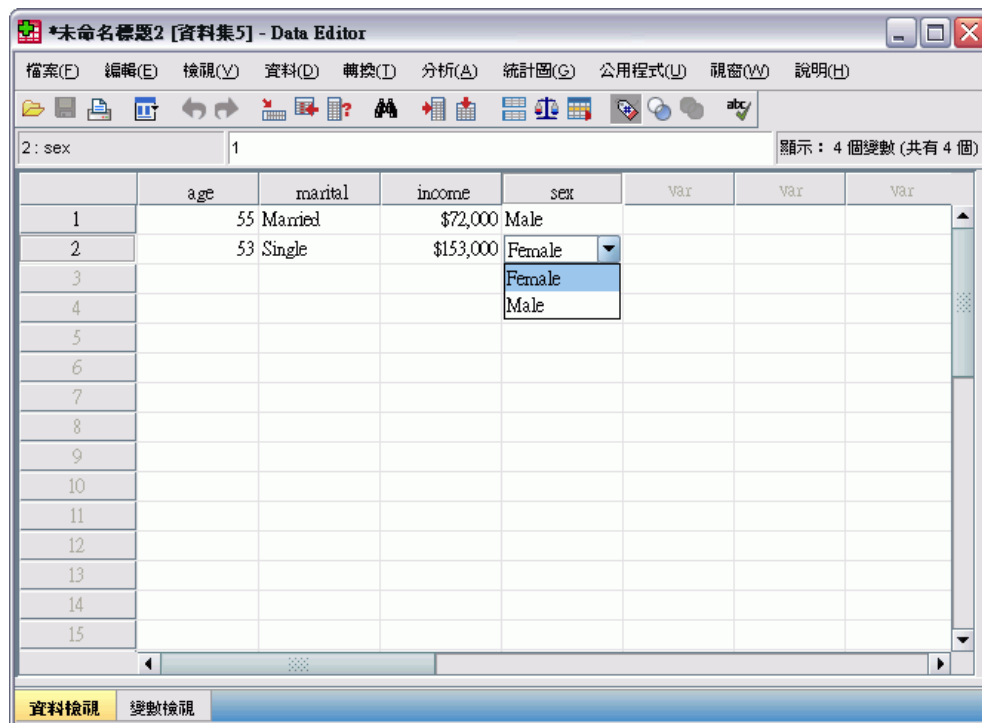 *未命名標題2 [資料集5] - Data Editor
檔案(F) 編輯(E) 檢視(V) 資料(D) 轉換(T) 分析(A) 統計圖(G) 公用程式(U) 視窗(W) 說明(H)
abc
2 : sex 1 顯示： 4 個變數 (共有 4 個)
age marital income sex var var var
1 55 Married $72,000 Male
2 53 Single $153,000 Female
3 Female
4 Male
5
6
7
8
9
10
11
12
13
14
15
資料檢視 變數檢視